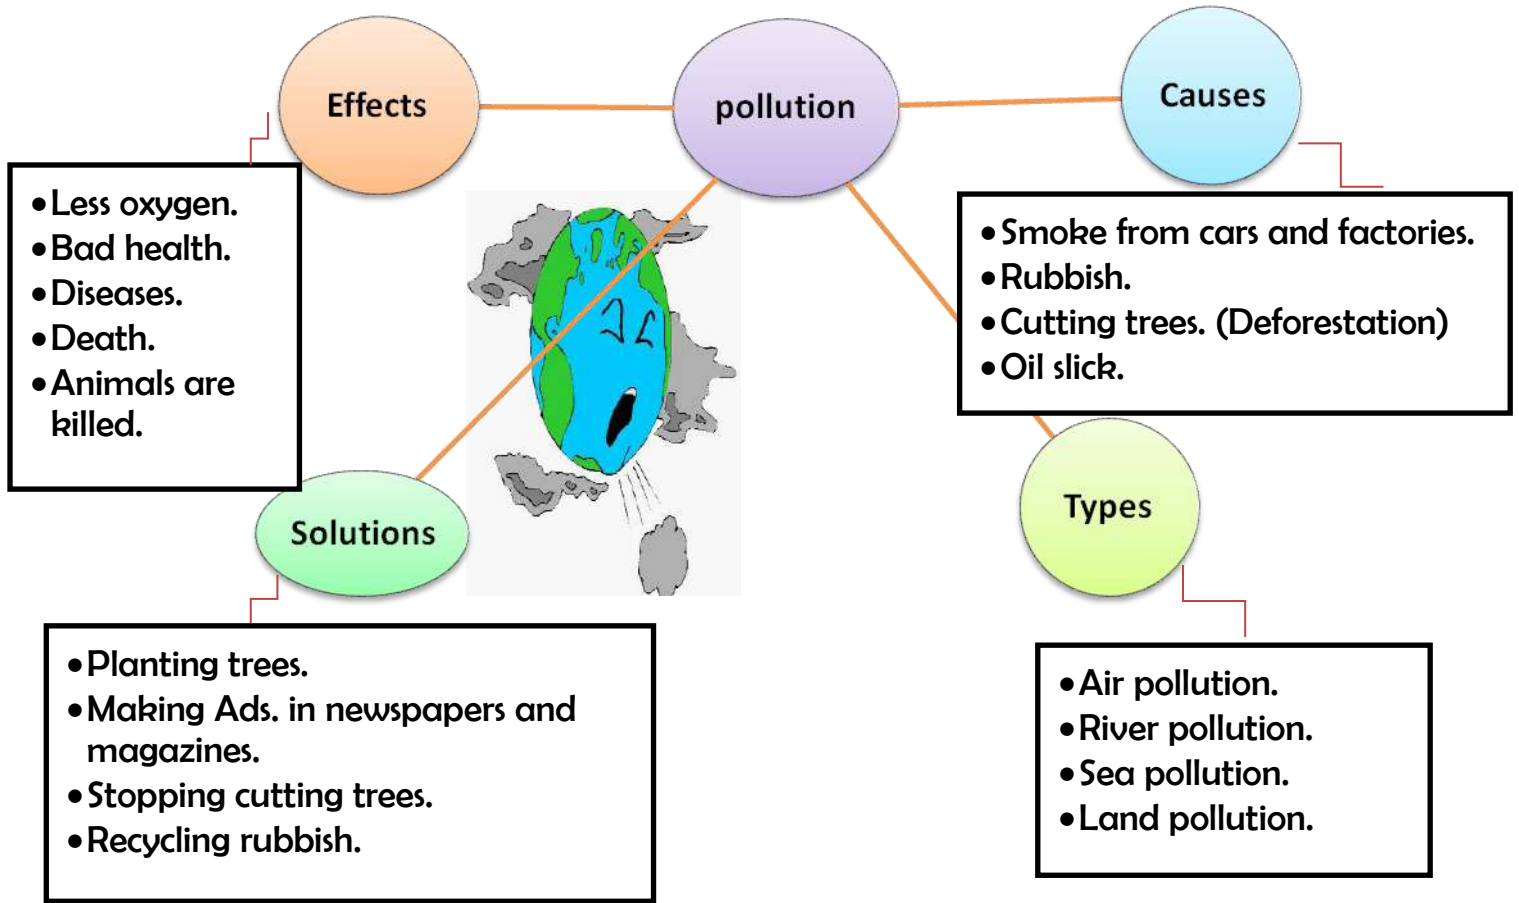 Effects
pollution
Causes
•Less oxygen.
•Bad health.
•Diseases.
•Death.
•Animals are
killed.
•Smoke from cars and factories.
•Rubbish.
•Cutting trees. (Deforestation)
•Oil slick.
Solutions
Types
•Planting trees.
•Making Ads. in newspapers and
magazines.
•Stopping cutting trees.
•Recycling rubbish.
•Air pollution.
•River pollution.
•Sea pollution.
•Land pollution.